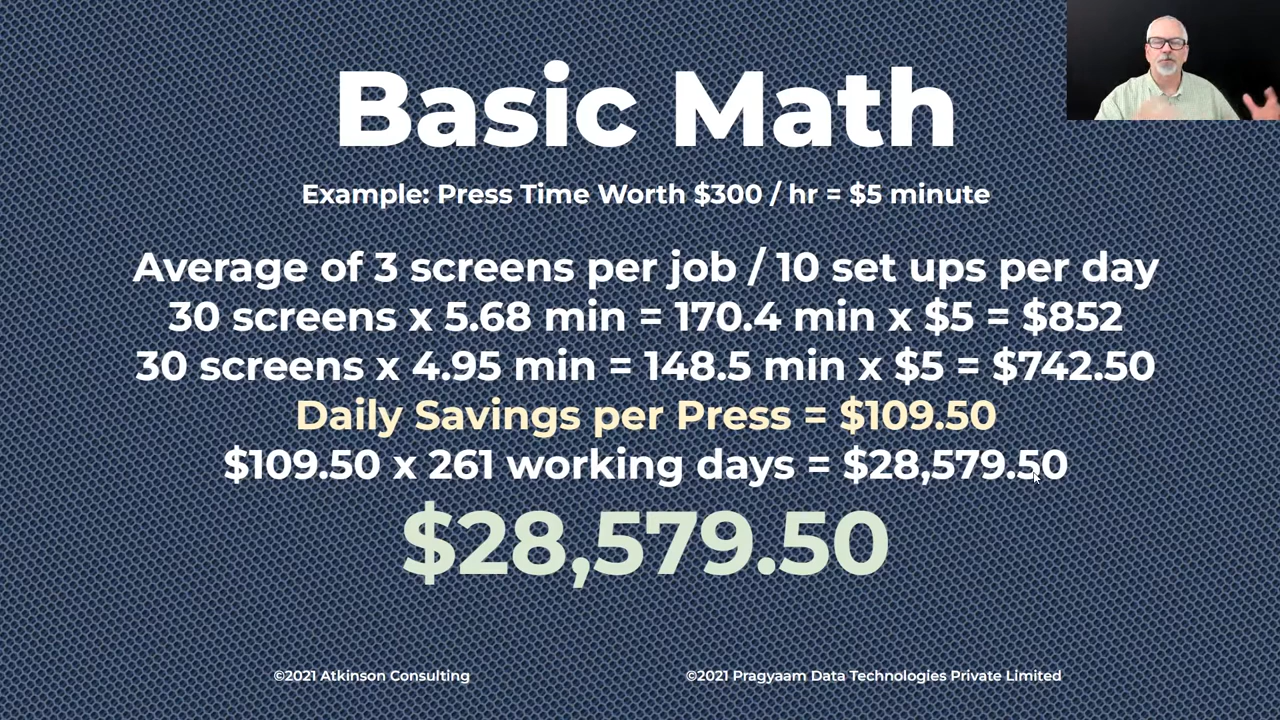 Basic Math
Example: Press Time Worth $300 / hr = $5 minute
Average of 3 screens per job / 10 set ups per day
30 screens x 5.68 min = 170.4 min x $5 = $852
30 screens x 4.95 min = 148.5 min x $5 = $742.50
Daily Savings per Press = $109.50
$109.50 x 261 working days = $28,579.50
$28,579.50
©2021 Atkinson Consulting
©2021 Pragyaam Data Technologies Private Limited